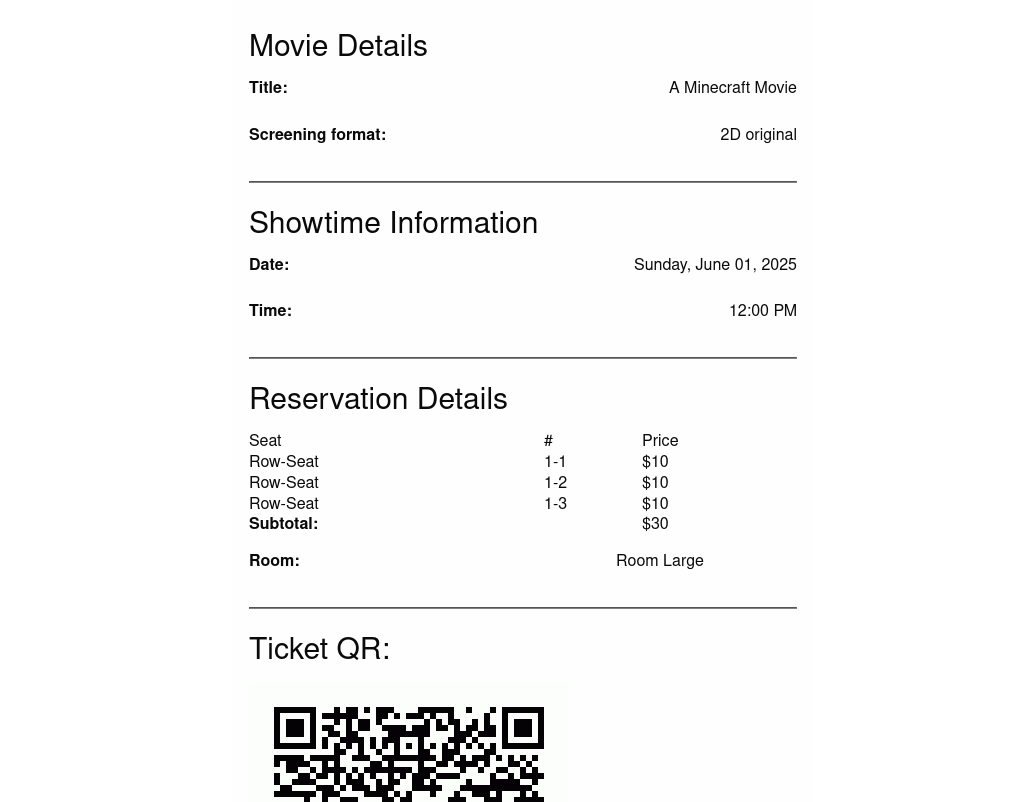 Movie Details
Title: A Minecraft Movie
Screening format: 2D original
Showtime Information
Date: Sunday, June 01, 2025
Time: 12:00 PM
Reservation Details
Seat # Price
Row-Seat 1-1 $10
Row-Seat 1-2 $10
Row-Seat 1-3 $10
Subtotal: $30
Room: Room Large
Ticket QR: